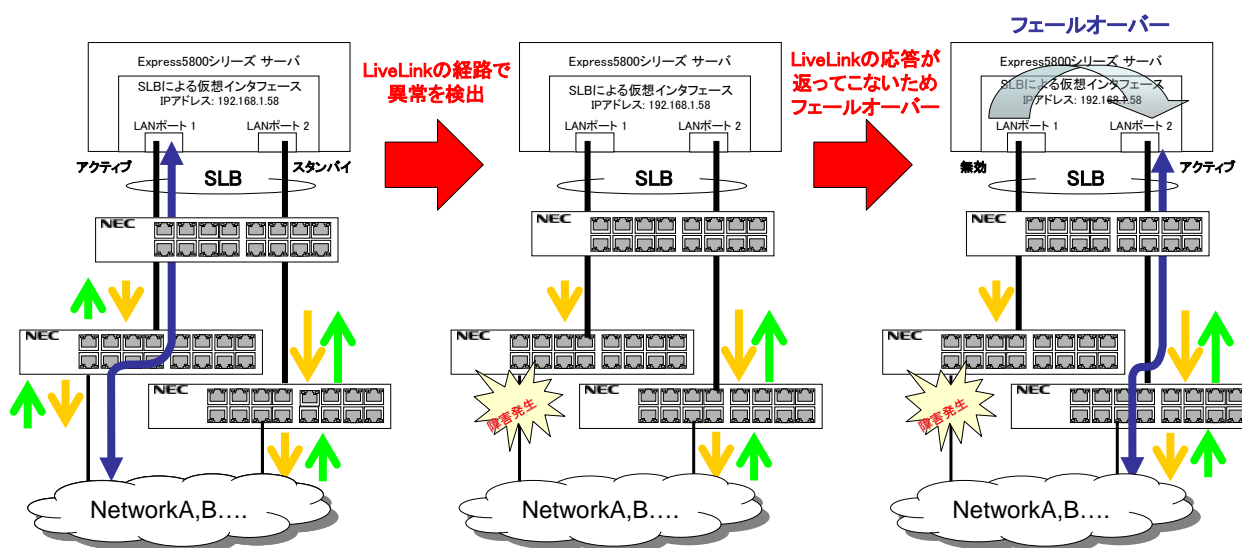 Express5800シリーズ サーバ
SLBによる仮想インタフェース
IPアドレス: 192.168.1.58
LANポート 1
LANポート 2
アクティブ
スタンバイ
SLB
NEC
NEC
NEC
NetworkA,B….
LiveLinkの経路で
異常を検出
Express5800シリーズ サーバ
SLBによる仮想インタフェース
IPアドレス: 192.168.1.58
LANポート 1
LANポート 2
SLB
NEC
NEC
障害発生
NEC
NetworkA,B….
LiveLinkの応答が
返ってこないため
フェールオーバー
フェールオーバー
Express5800シリーズ サーバ
SLBによる仮想インタフェース
IPアドレス: 192.168.1.58
LANポート 1
LANポート 2
無効
アクティブ
SLB
NEC
NEC
障害発生
NEC
NetworkA,B….